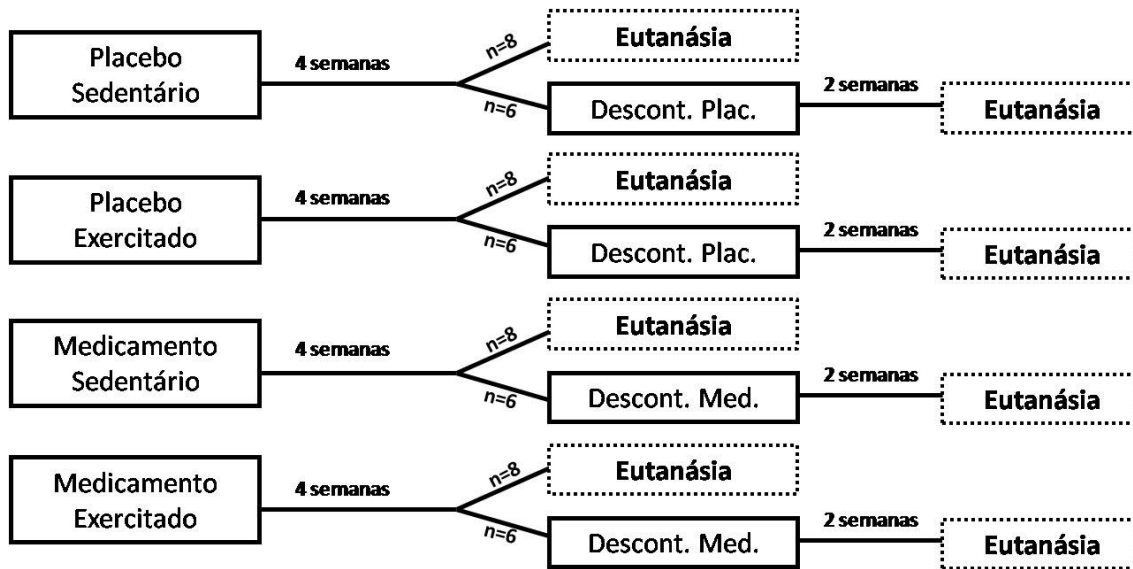 Placebo
Sedentário
4 semanas
n=8
Eutanásia
n=6
Descont. Plac.
2 semanas
Eutanásia
Placebo
Exercitado
4 semanas
n=8
Eutanásia
n=6
Descont. Plac.
2 semanas
Eutanásia
Medicamento
Sedentário
4 semanas
n=8
Eutanásia
n=6
Descont. Med.
2 semanas
Eutanásia
Medicamento
Exercitado
4 semanas
n=8
Eutanásia
n=6
Descont. Med.
2 semanas
Eutanásia